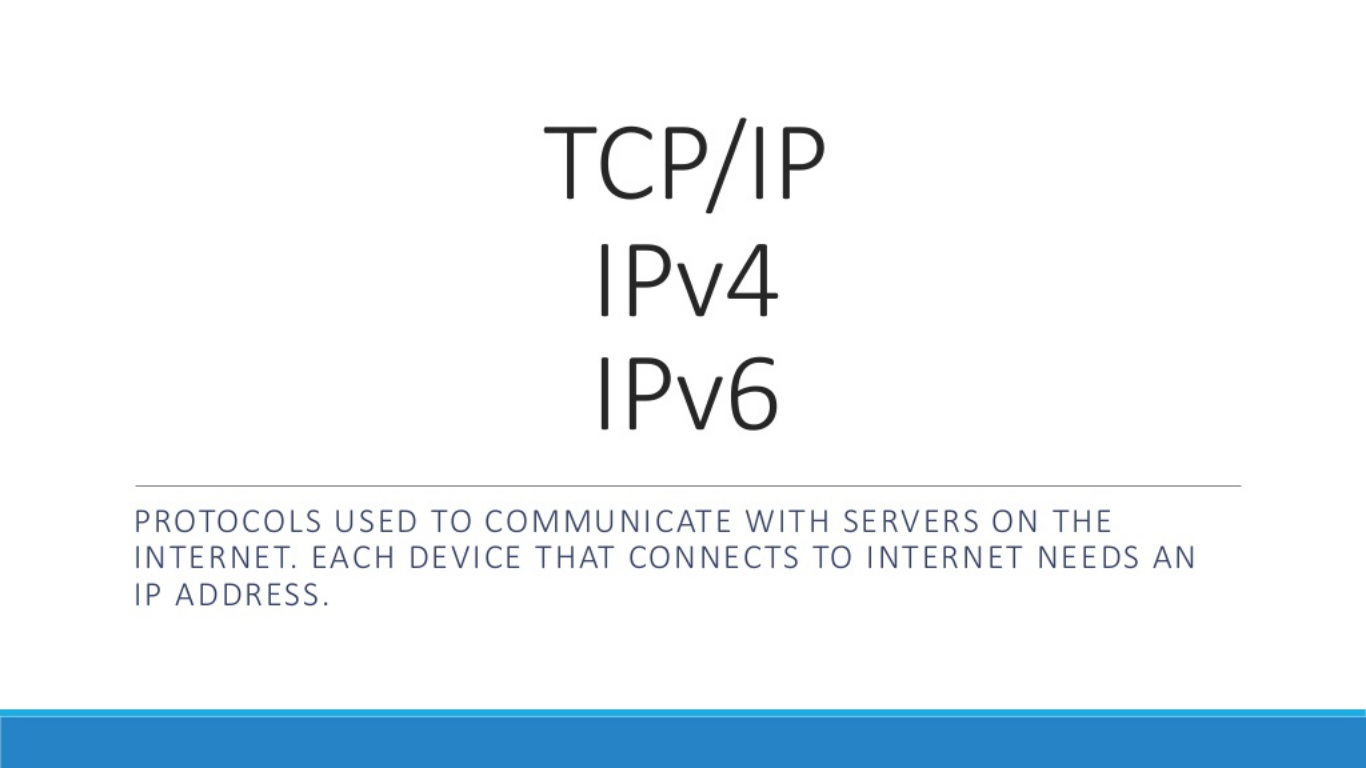 TCP/IP
IPv4
IPv6
PROTOCOLS USED TO COMMUNICATE WITH SERVERS ON THE
INTERNET. EACH DEVICE THAT CONNECTS TO INTERNET NEEDS AN
IP ADDRESS.